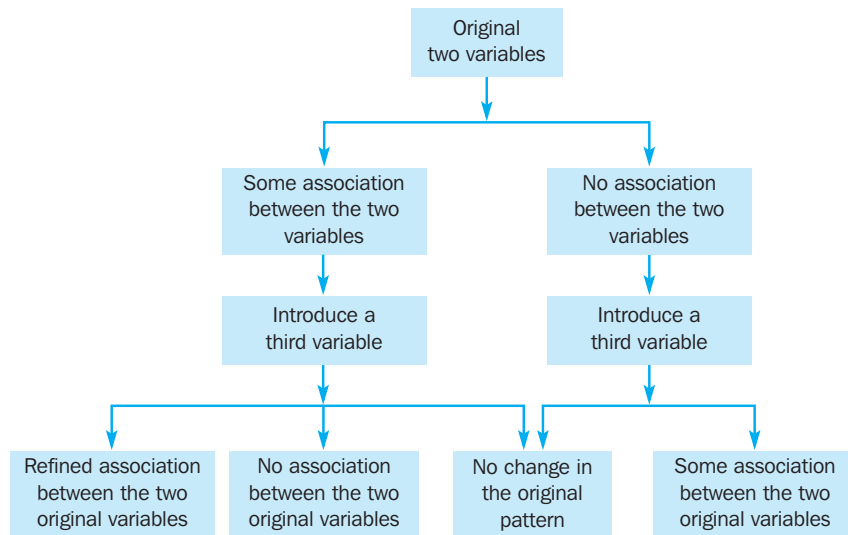 Original
two variables
Some association
between the two
variables
No association
between the two
variables
Introduce a
third variable
Introduce a
third variable
Refined association
between the two
original variables
No association
between the two
original variables
No change in
the original
pattern
Some association
between the two
original variables